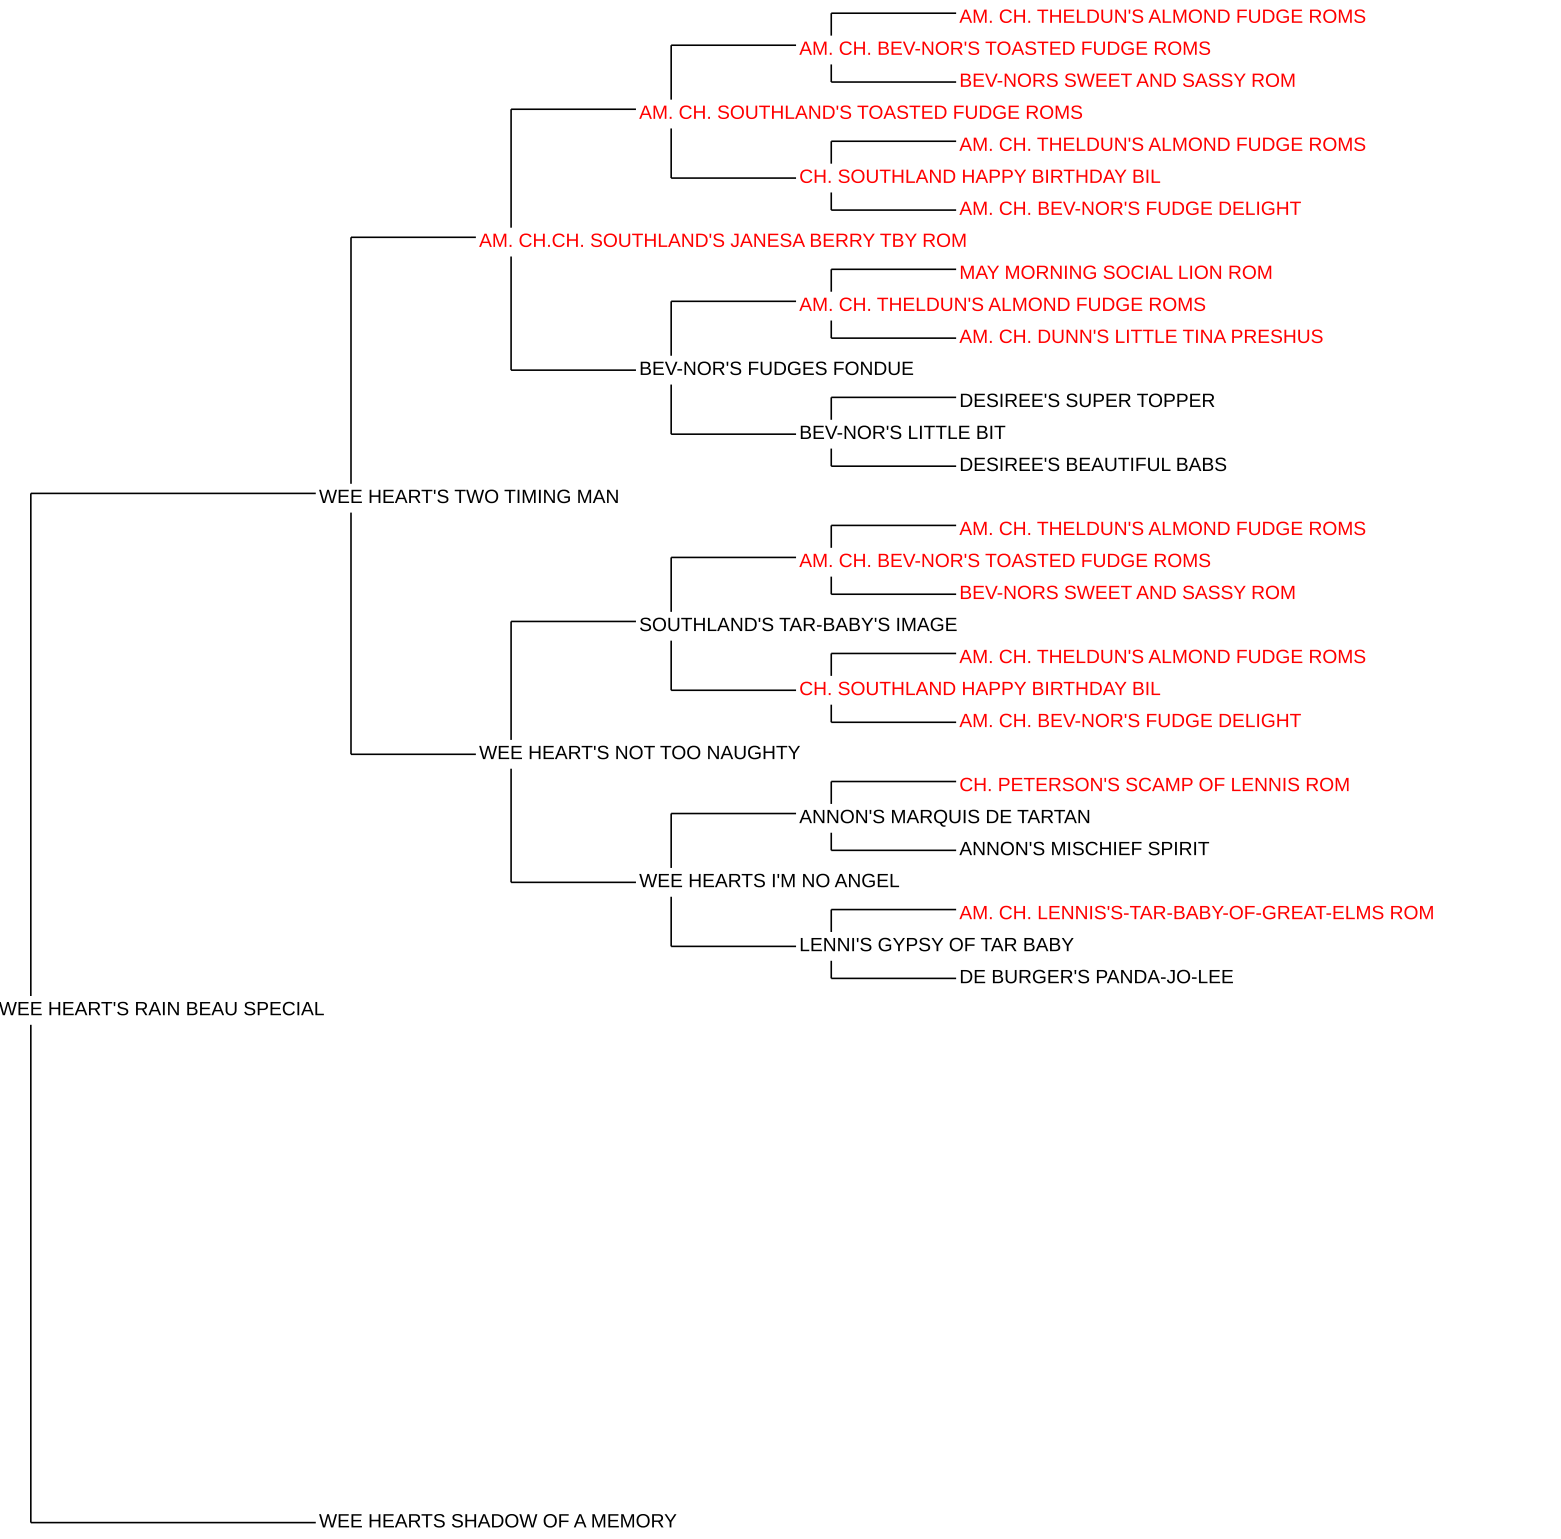 AM. CH. THELDUN'S ALMOND FUDGE ROMS
AM. CH. BEV-NOR'S TOASTED FUDGE ROMS
BEV-NORS SWEET AND SASSY ROM
AM. CH. SOUTHLAND'S TOASTED FUDGE ROMS
AM. CH. THELDUN'S ALMOND FUDGE ROMS
CH. SOUTHLAND HAPPY BIRTHDAY BIL
AM. CH. BEV-NOR'S FUDGE DELIGHT
AM. CH.CH. SOUTHLAND'S JANESA BERRY TBY ROM
MAY MORNING SOCIAL LION ROM
AM. CH. THELDUN'S ALMOND FUDGE ROMS
AM. CH. DUNN'S LITTLE TINA PRESHUS
BEV-NOR'S FUDGES FONDUE
DESIREE'S SUPER TOPPER
BEV-NOR'S LITTLE BIT
DESIREE'S BEAUTIFUL BABS
WEE HEART'S TWO TIMING MAN
AM. CH. THELDUN'S ALMOND FUDGE ROMS
AM. CH. BEV-NOR'S TOASTED FUDGE ROMS
BEV-NORS SWEET AND SASSY ROM
SOUTHLAND'S TAR-BABY'S IMAGE
AM. CH. THELDUN'S ALMOND FUDGE ROMS
CH. SOUTHLAND HAPPY BIRTHDAY BIL
AM. CH. BEV-NOR'S FUDGE DELIGHT
WEE HEART'S NOT TOO NAUGHTY
CH. PETERSON'S SCAMP OF LENNIS ROM
ANNON'S MARQUIS DE TARTAN
ANNON'S MISCHIEF SPIRIT
WEE HEARTS I'M NO ANGEL
AM. CH. LENNIS'S-TAR-BABY-OF-GREAT-ELMS ROM
LENNI'S GYPSY OF TAR BABY
DE BURGER'S PANDA-JO-LEE
WEE HEART'S RAIN BEAU SPECIAL
WEE HEARTS SHADOW OF A MEMORY